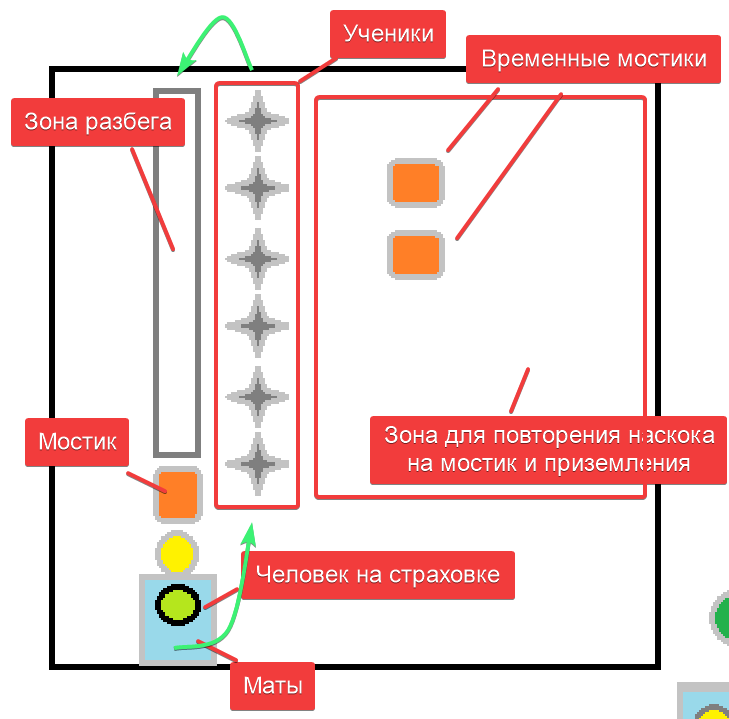 Ученики
Временные мостики
Зона разбега
Зона для повторения наскока
на мостик и приземления
Мостик
Человек на страховке
Маты